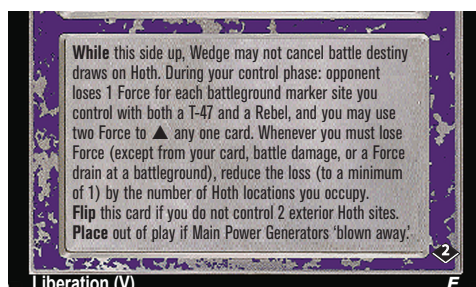 While this side up, Wedge may not cancel battle destiny
draws on Hoth. During your control phase: opponent
loses 1 Force for each battleground marker site you
control with both a T-47 and a Rebel, and you may use
two Force to ▲ any one card. Whenever you must lose
Force (except from your card, battle damage, or a Force
drain at a battleground), reduce the loss (to a minimum
of 1) by the number of Hoth locations you occupy.
Flip this card if you do not control 2 exterior Hoth sites.
Place out of play if Main Power Generators ‘blown away.’
2
Liberation (V)